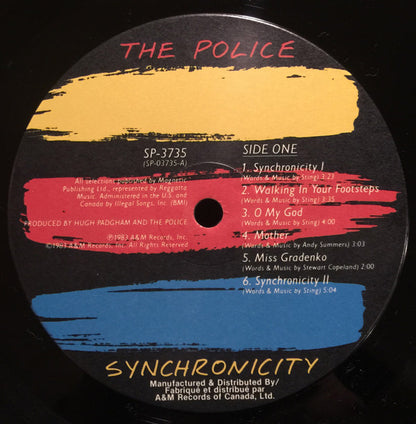 THE POLICE
SP-3735
(SP-03735-A)
SIDE ONE
All selections published by Magnetic
Publishing Ltd., represented by Reggatta
Music. Administered in the U.S. and
Canada by Illegal Songs, Inc. (BMI)
PRODUCED BY HUGH PADGHAM AND THE POLICE
℗1983 A&M Records, Inc.
©1983 A&M Records, Inc. All Rights Reserved
1. Synchronicity I
(Words & Music by Sting) 3:23
2. Walking In Your Footsteps
(Words & Music by Sting) 3:35
3. O My God
(Words & Music by Sting) 4:00
4. Mother
(Words & Music by Andy Summers) 3:03
5. Miss Gradenko
(Words & Music by Stewart Copeland) 2:00
6. Synchronicity II
(Words & Music by Sting) 5:04
SYNCHRONICITY
Manufactured & Distributed By/
Fabriqué et distribué par
A&M Records of Canada, Ltd.